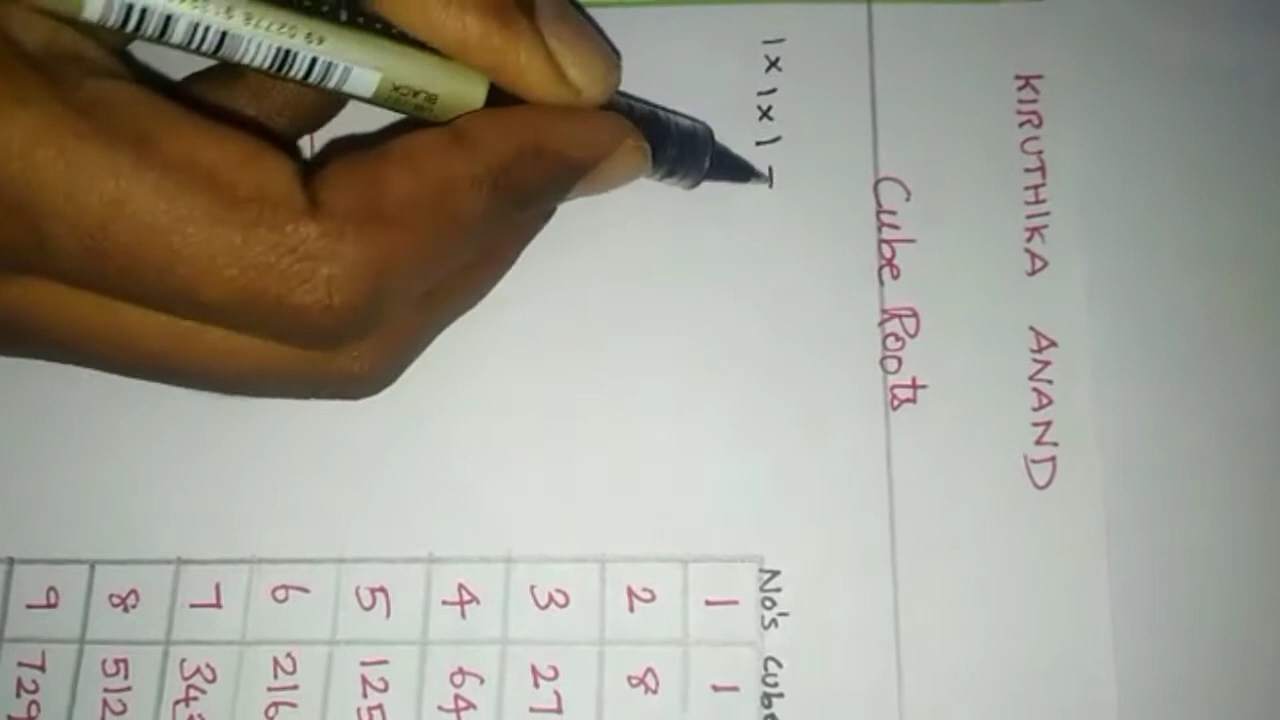 KIRUTHIKA ANAND
Cube Roots
1 x 1 x 1
No's Cube
1 1
2 8
3 27
4 64
5 125
6 216
7 343
8 512
9 729
BLACK